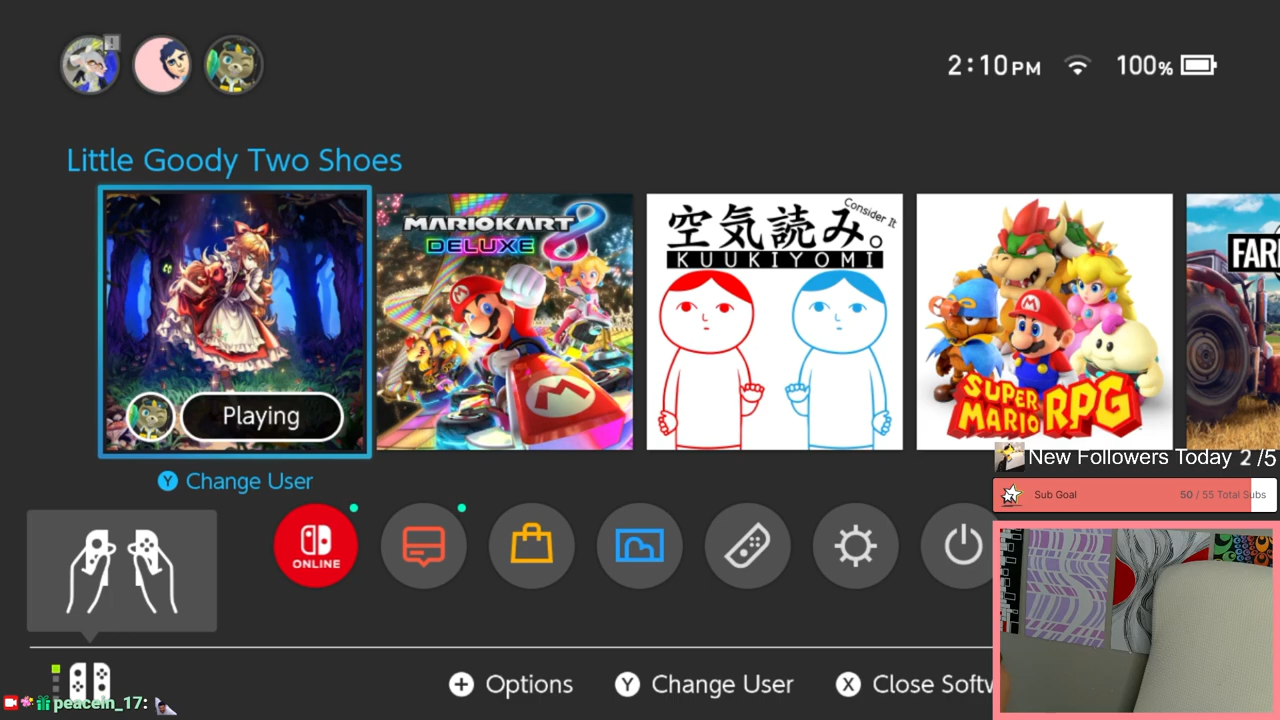 2:10PM
100%
Little Goody Two Shoes
MARIOKART 8
DELUXE
Consider It
空気読み。
KUUKIYOMI
SUPER
MARIO RPG
FAR
Playing
New Followers Today 2/5
Y Change User
Sub Goal 50 / 55 Total Subs
ONLINE
+ Options
Y Change User
X Close Softw
peacein_17: